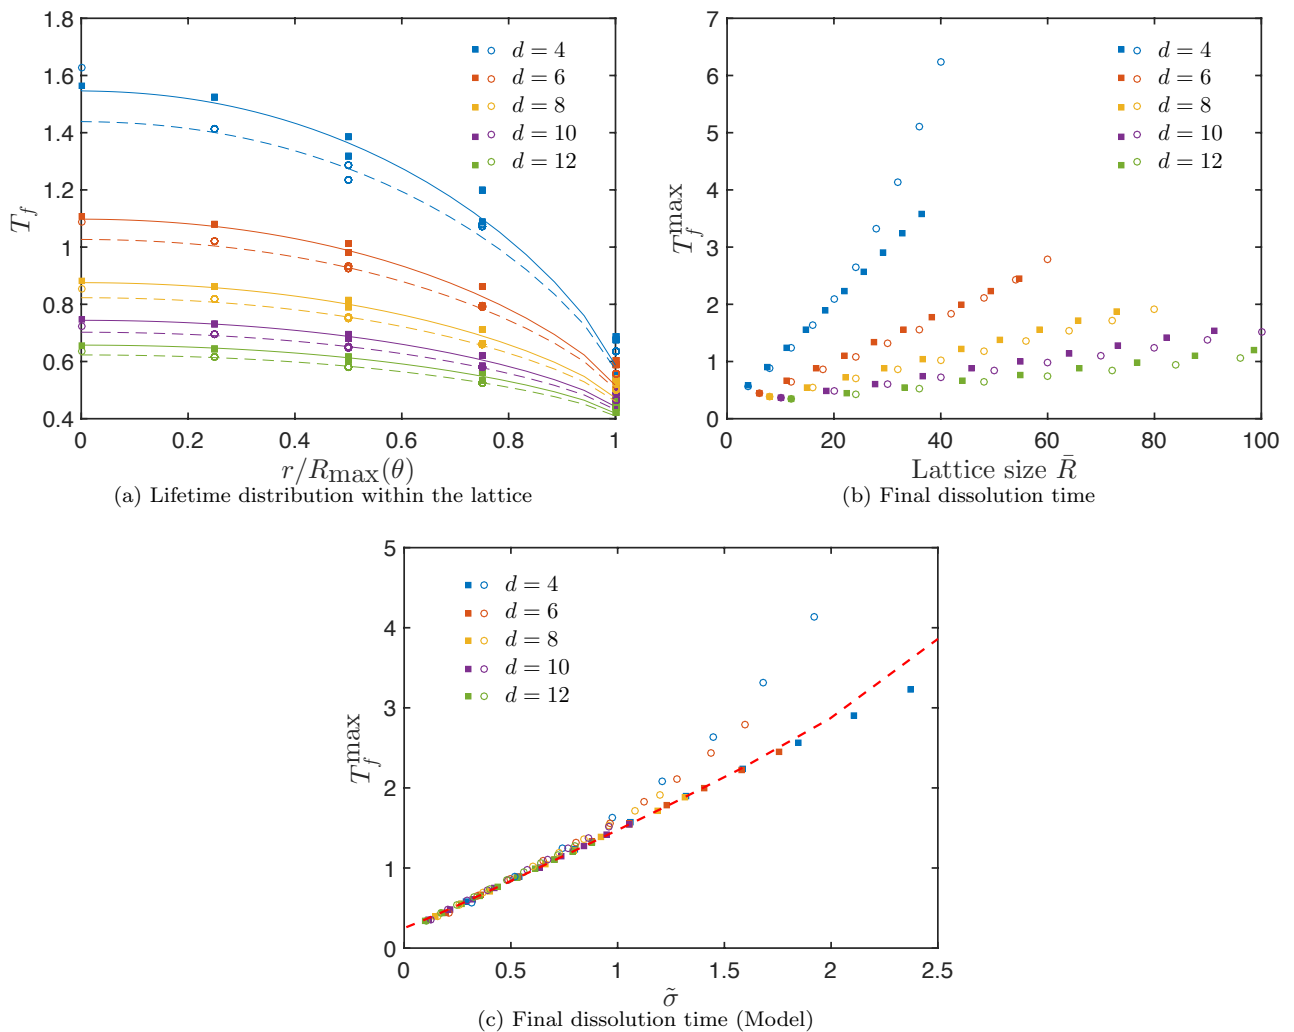 1.8
1.6
1.4
1.2
1
0.8
0.6
0.4
0 0.2 0.4 0.6 0.8 1
T_f
r/R_max(θ)
d = 4
d = 6
d = 8
d = 10
d = 12
(a) Lifetime distribution within the lattice
7
6
5
4
3
2
1
0
0 20 40 60 80 100
T_f^max
Lattice size R̄
d = 4
d = 6
d = 8
d = 10
d = 12
(b) Final dissolution time
5
4
3
2
1
0
0 0.5 1 1.5 2 2.5
T_f^max
σ̃
d = 4
d = 6
d = 8
d = 10
d = 12
(c) Final dissolution time (Model)